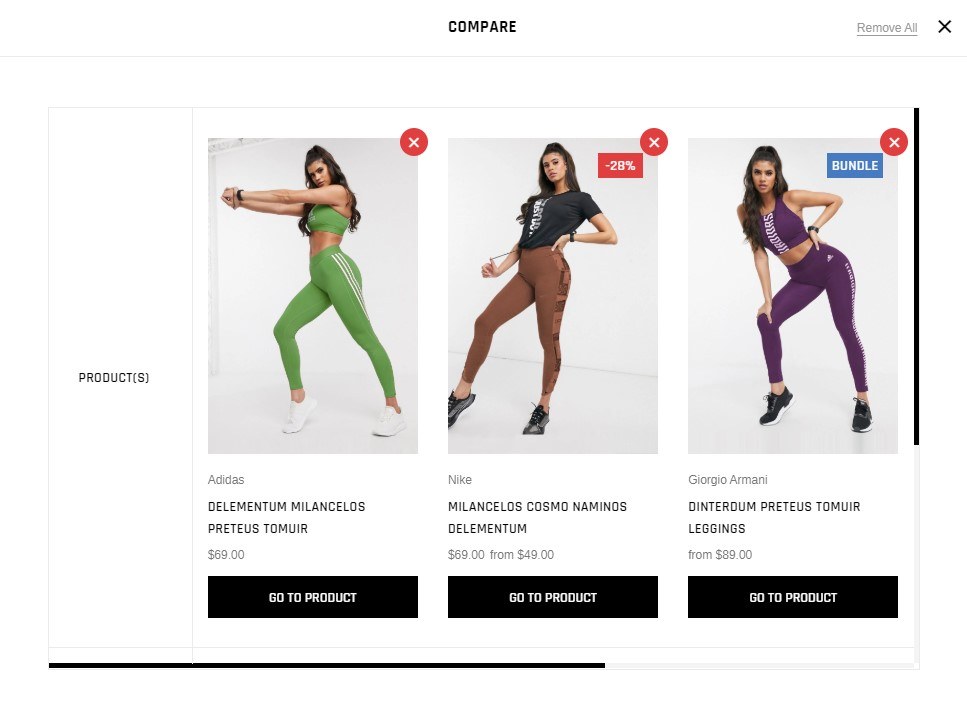 COMPARE
Remove All
PRODUCT(S)
-28%
BUNDLE
Adidas
DELEMENTUM MILANCELOS
PRETEUS TOMUIR
$69.00
GO TO PRODUCT
Nike
MILANCELOS COSMO NAMINOS
DELEMENTUM
$69.00 from $49.00
GO TO PRODUCT
Giorgio Armani
DINTERDUM PRETEUS TOMUIR
LEGGINGS
from $89.00
GO TO PRODUCT